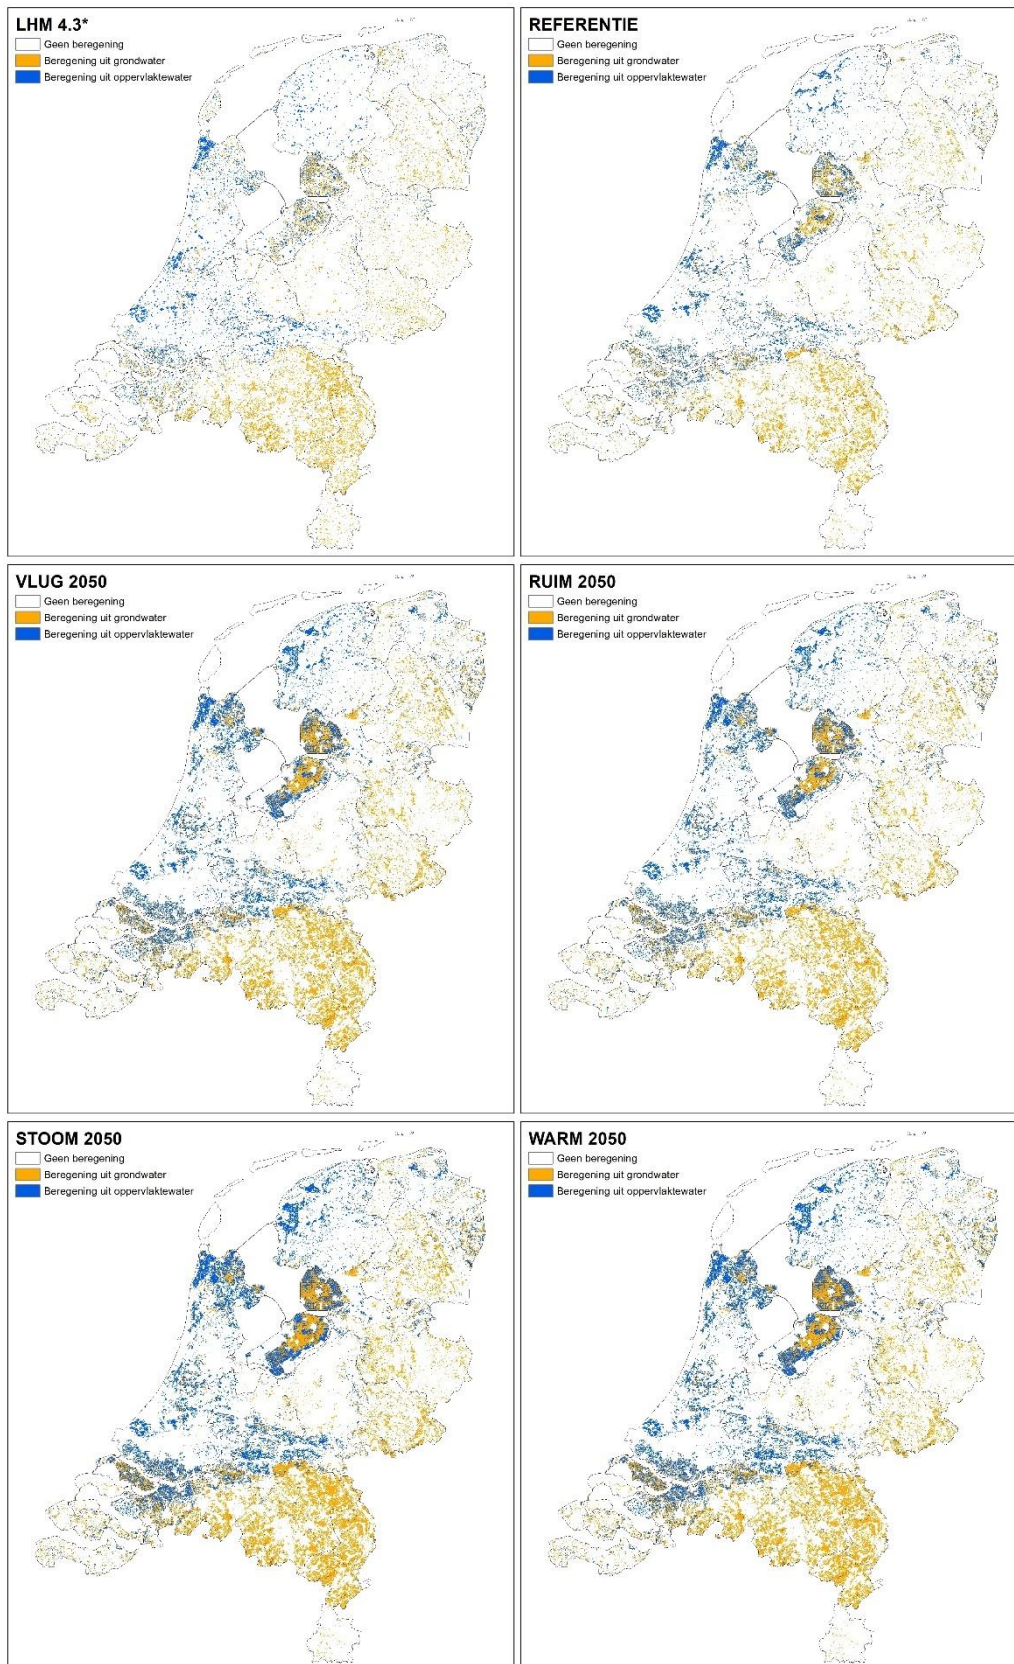 LHM 4.3*
Geen beregening
Beregening uit grondwater
Beregening uit oppervlaktewater
REFERENTIE
Geen beregening
Beregening uit grondwater
Beregening uit oppervlaktewater
VLUG 2050
Geen beregening
Beregening uit grondwater
Beregening uit oppervlaktewater
RUIM 2050
Geen beregening
Beregening uit grondwater
Beregening uit oppervlaktewater
STOOM 2050
Geen beregening
Beregening uit grondwater
Beregening uit oppervlaktewater
WARM 2050
Geen beregening
Beregening uit grondwater
Beregening uit oppervlaktewater